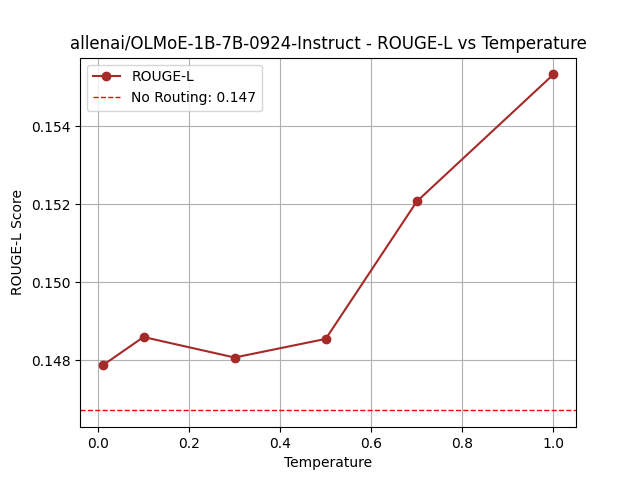 allenai/OLMoE-1B-7B-0924-Instruct - ROUGE-L vs Temperature
ROUGE-L
No Routing: 0.147
ROUGE-L Score
0.154
0.152
0.150
0.148
0.0 0.2 0.4 0.6 0.8 1.0
Temperature